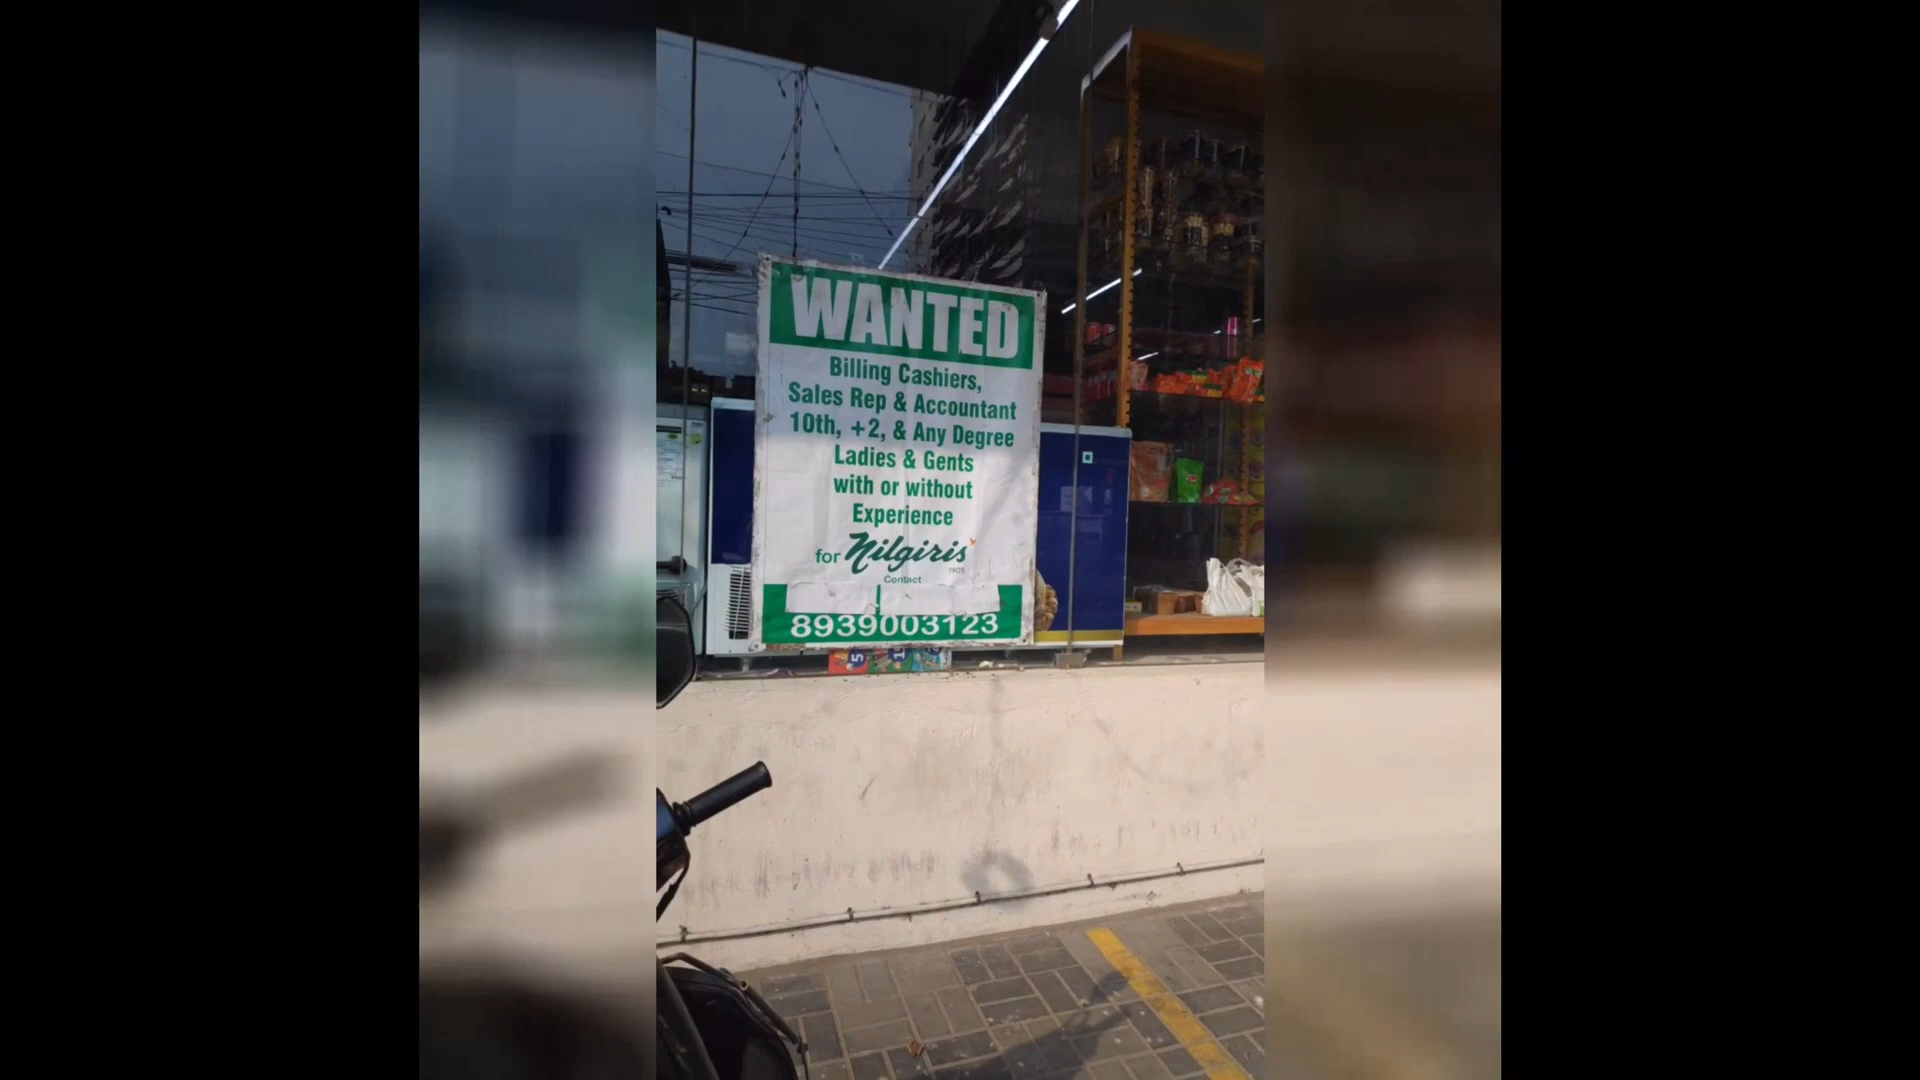 WANTED
Billing Cashiers,
Sales Rep & Accountant
10th, +2, & Any Degree
Ladies & Gents
with or without
Experience
for Nilgiris
1905
Contact
8939003123